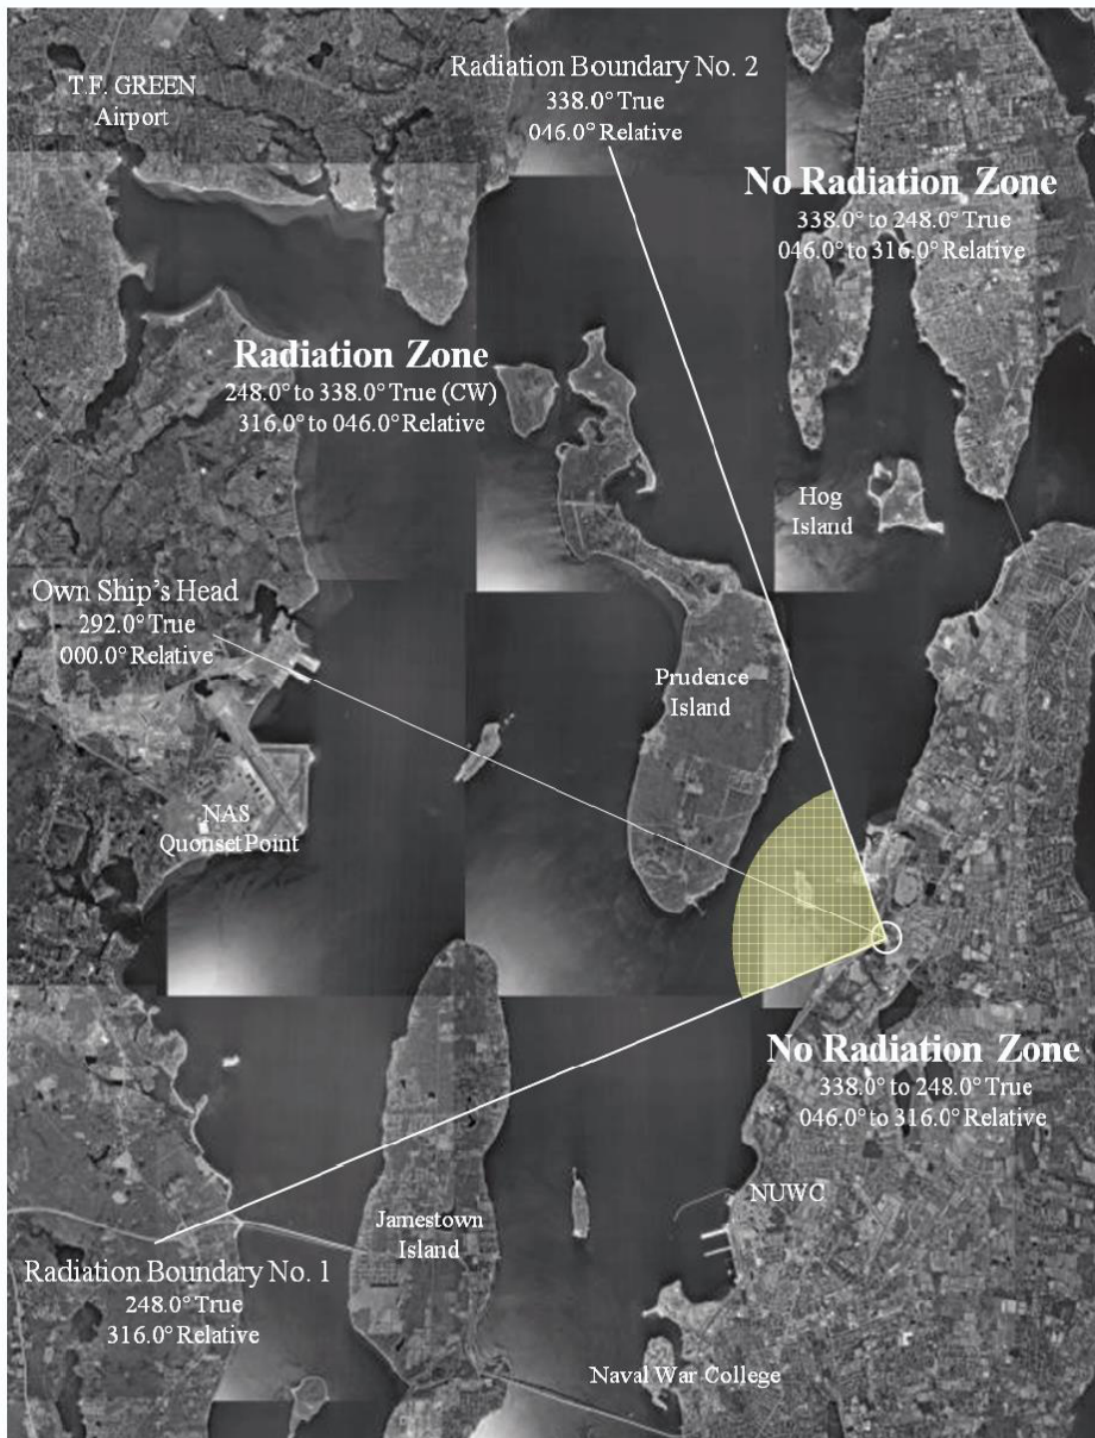 T.F. GREEN
Airport
Radiation Boundary No. 2
338.0° True
046.0° Relative
No Radiation Zone
338.0° to 248.0° True
046.0° to 316.0° Relative
Radiation Zone
248.0° to 338.0° True (CW)
316.0° to 046.0° Relative
Hog
Island
Own Ship's Head
292.0° True
000.0° Relative
Prudence
Island
NAS
Quonset Point
No Radiation Zone
338.0° to 248.0° True
046.0° to 316.0° Relative
NUWC
Jamestown
Island
Radiation Boundary No. 1
248.0° True
316.0° Relative
Naval War College